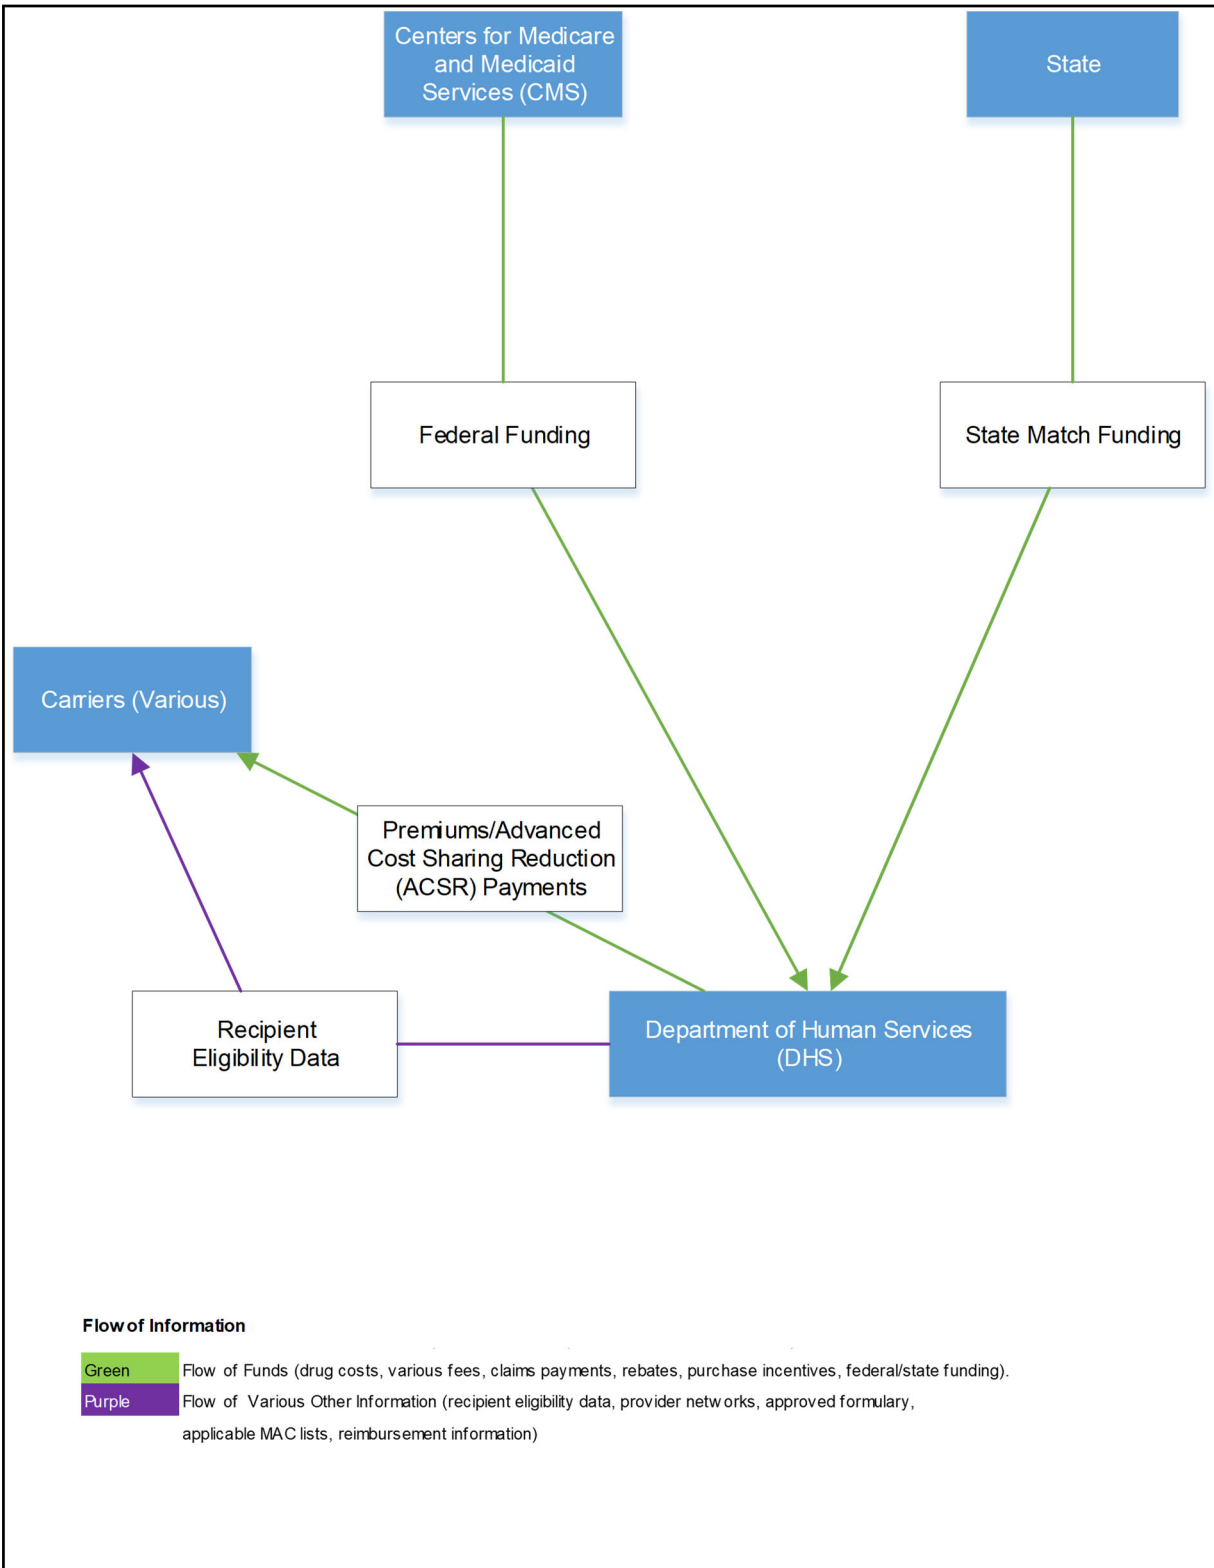 Centers for Medicare
and Medicaid
Services (CMS)
State
Federal Funding
State Match Funding
Carriers (Various)
Premiums/Advanced
Cost Sharing Reduction
(ACSR) Payments
Recipient
Eligibility Data
Department of Human Services
(DHS)
Flow of Information
Green Flow of Funds (drug costs, various fees, claims payments, rebates, purchase incentives, federal/state funding).
Purple Flow of Various Other Information (recipient eligibility data, provider networks, approved formulary,
applicable MAC lists, reimbursement information)